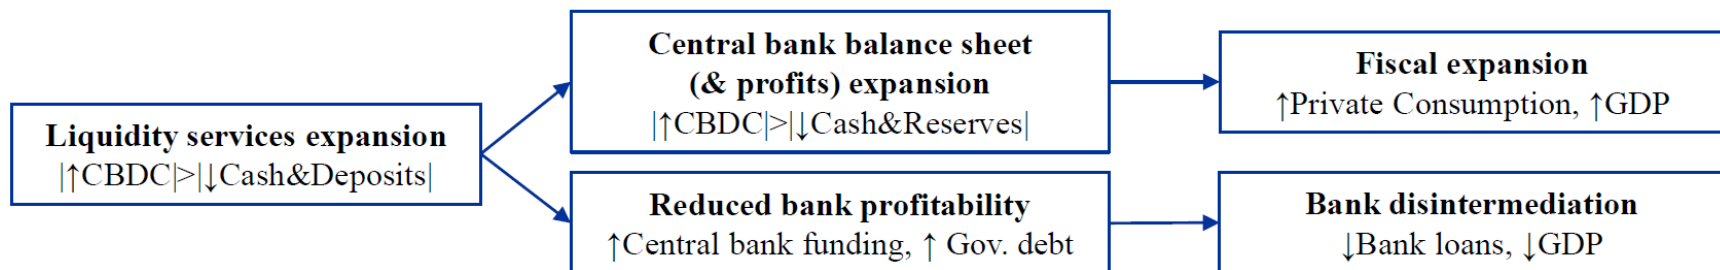 Liquidity services expansion
|↑CBDC|>|↓Cash&Deposits|
Central bank balance sheet
(& profits) expansion
|↑CBDC|>|↓Cash&Reserves|
Fiscal expansion
↑Private Consumption, ↑GDP
Reduced bank profitability
↑Central bank funding, ↑ Gov. debt
Bank disintermediation
↓Bank loans, ↓GDP